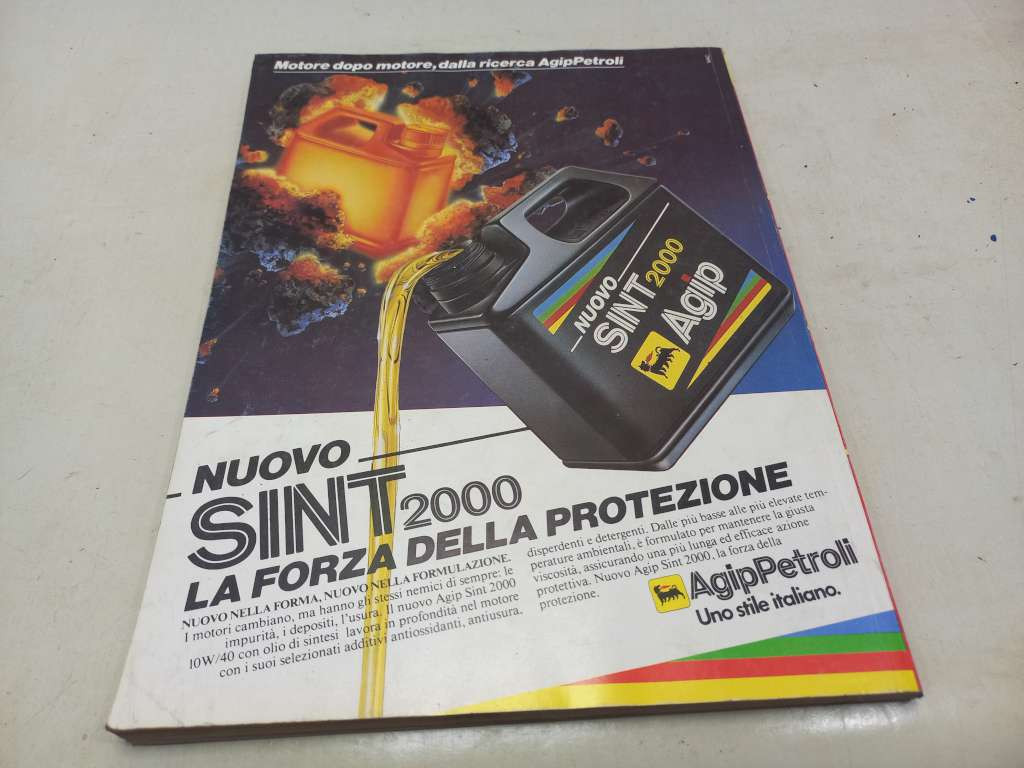 Motore dopo motore, dalla ricerca AgipPetroli
NUOVO
SINT 2000
Agip
NUOVO
SINT 2000
LA FORZA DELLA PROTEZIONE
NUOVO NELLA FORMA, NUOVO NELLA FORMULAZIONE.
I motori cambiano, ma hanno gli stessi nemici di sempre: le
impurità, i depositi, l'usura. Il nuovo Agip Sint 2000
10W/40 con olio di sintesi lavora in profondità nel motore
con i suoi selezionati additivi antiossidanti, antiusura,
disperdenti e detergenti. Dalle più basse alle più elevate tem-
perature ambientali, è formulato per mantenere la giusta
viscosità, assicurando una più lunga ed efficace azione
protettiva. Nuovo Agip Sint 2000, la forza della
protezione.
AgipPetroli
Uno stile italiano.